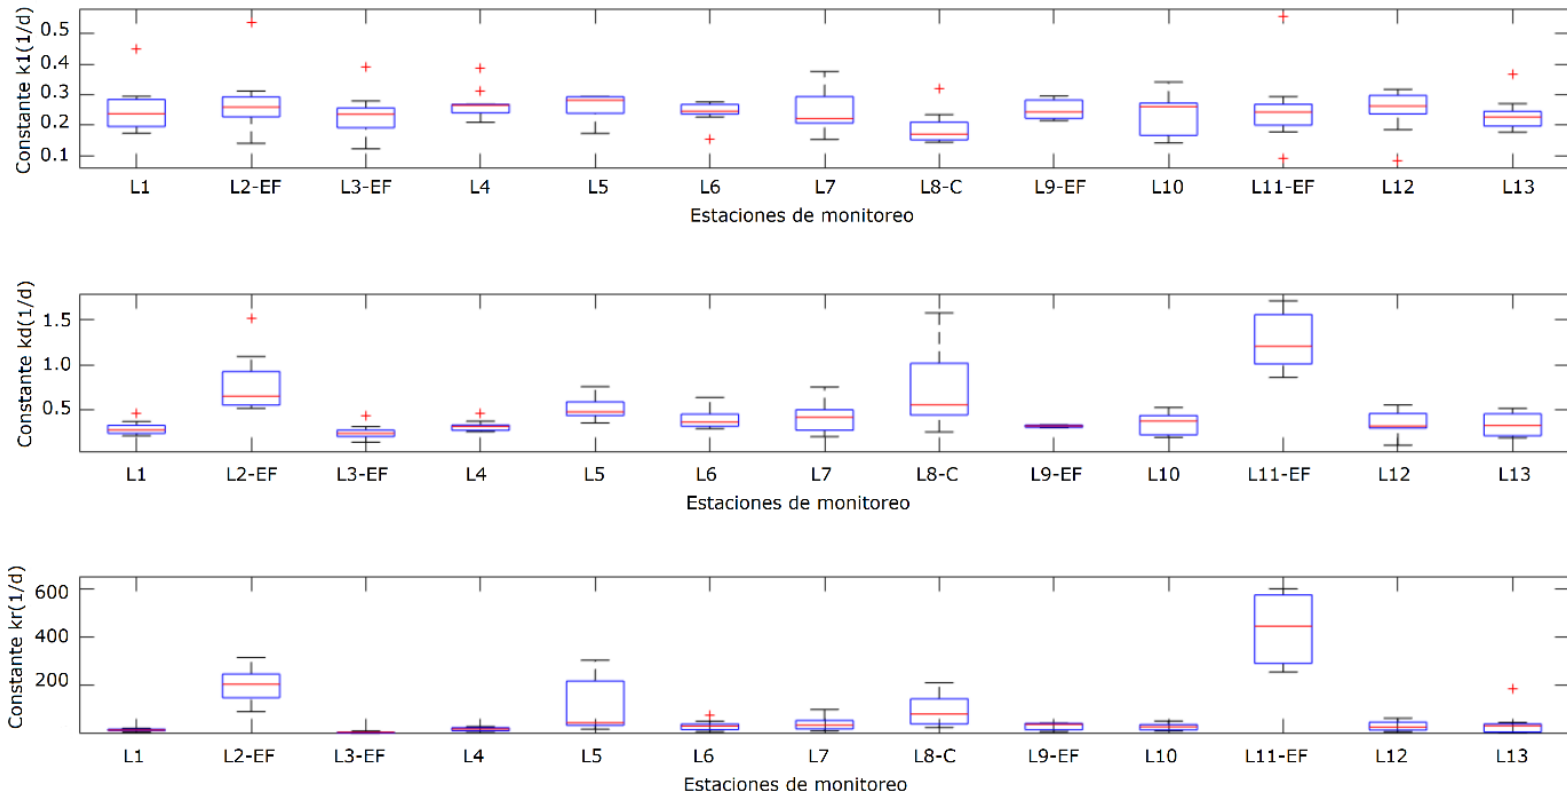 Constante k1(1/d)
0.5
0.4
0.3
0.2
0.1
L1 L2-EF L3-EF L4 L5 L6 L7 L8-C L9-EF L10 L11-EF L12 L13
Estaciones de monitoreo
Constante kd(1/d)
1.5
1.0
0.5
L1 L2-EF L3-EF L4 L5 L6 L7 L8-C L9-EF L10 L11-EF L12 L13
Estaciones de monitoreo
Constante kr(1/d)
600
400
200
L1 L2-EF L3-EF L4 L5 L6 L7 L8-C L9-EF L10 L11-EF L12 L13
Estaciones de monitoreo